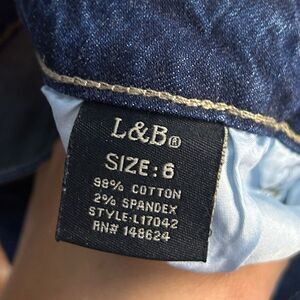 L&B®
SIZE:6
98% COTTON
2% SPANDEX
STYLE:L17042
RN# 148624